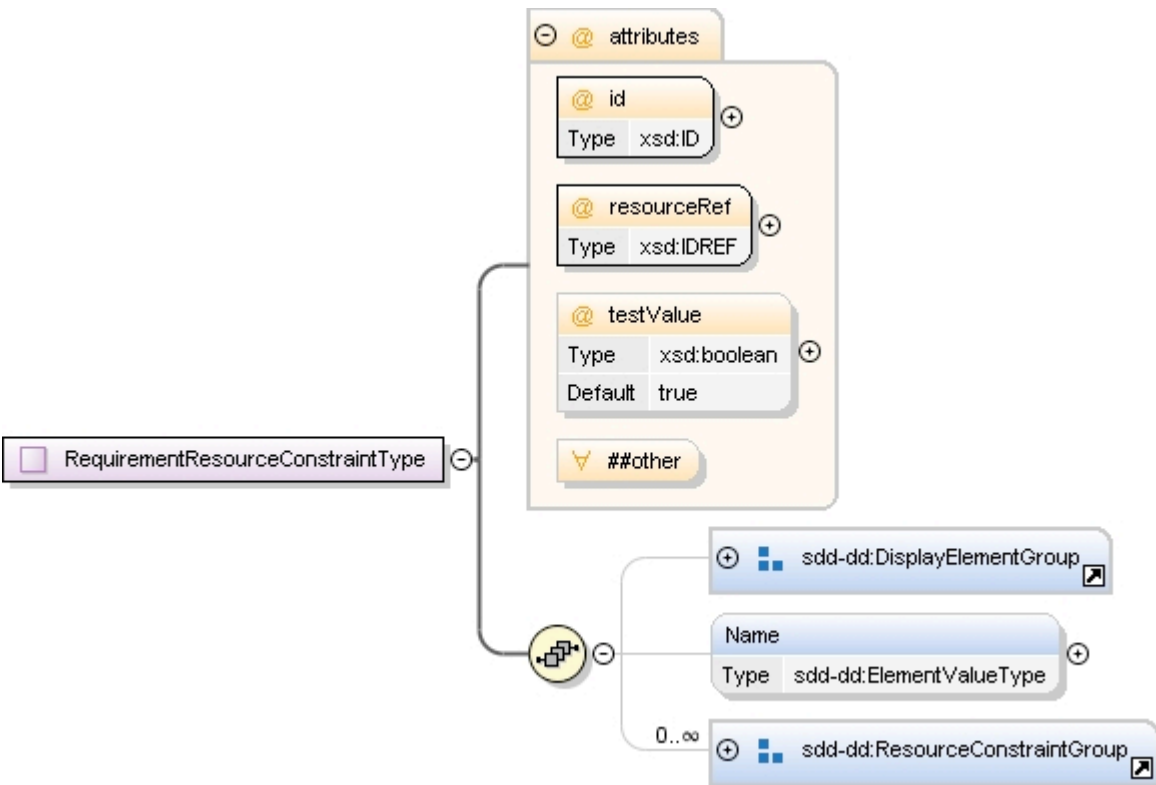 @ attributes
@ id
Type xsd:ID
@ resourceRef
Type xsd:IDREF
@ testValue
Type xsd:boolean
Default true
∀ ##other
RequirementResourceConstraintType
sdd-dd:DisplayElementGroup
Name
Type sdd-dd:ElementValueType
0..∞
sdd-dd:ResourceConstraintGroup